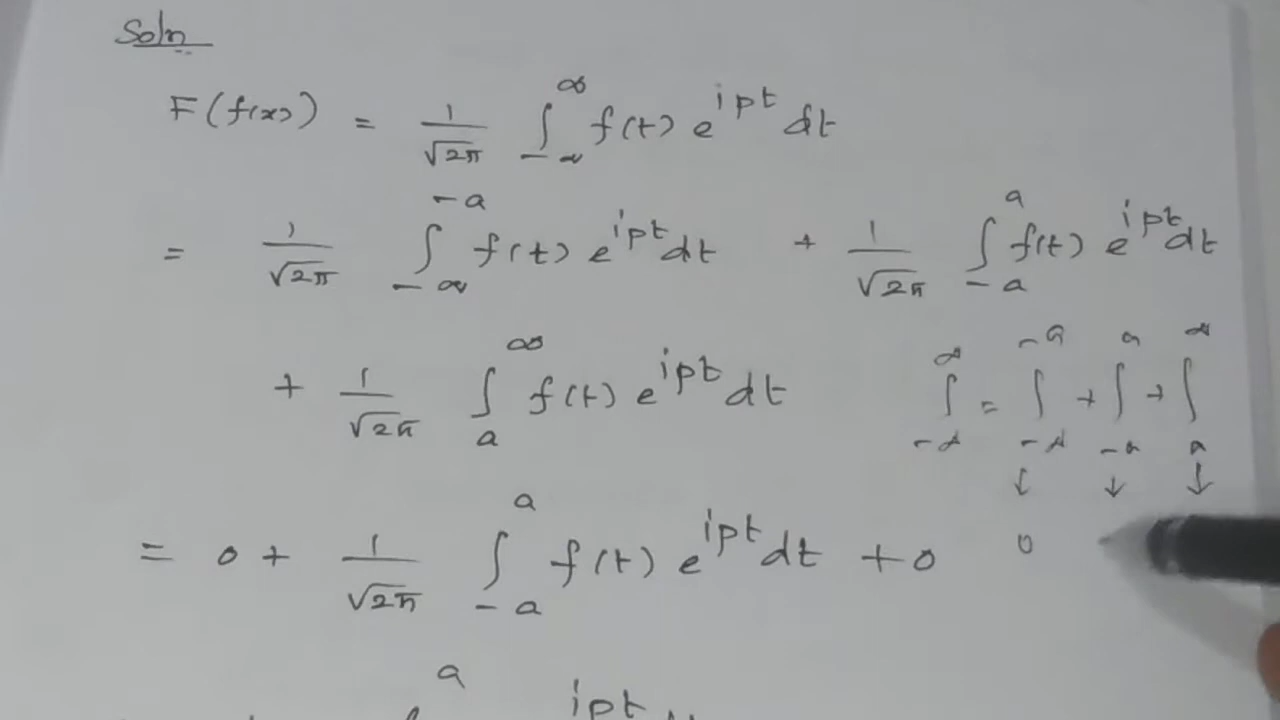 Soln
F(f(x)) = 1/√2π ∫_{-∞}^{∞} f(t) e^{ipt} dt
= 1/√2π ∫_{-∞}^{-a} f(t) e^{ipt} dt + 1/√2π ∫_{-a}^{a} f(t) e^{ipt} dt
+ 1/√2π ∫_{a}^{∞} f(t) e^{ipt} dt
∫_{-∞}^{∞} = ∫_{-∞}^{-a} + ∫_{-a}^{a} + ∫_{a}^{∞}
↓ ↓ ↓
0
= 0 + 1/√2π ∫_{-a}^{a} f(t) e^{ipt} dt + 0
a ipt